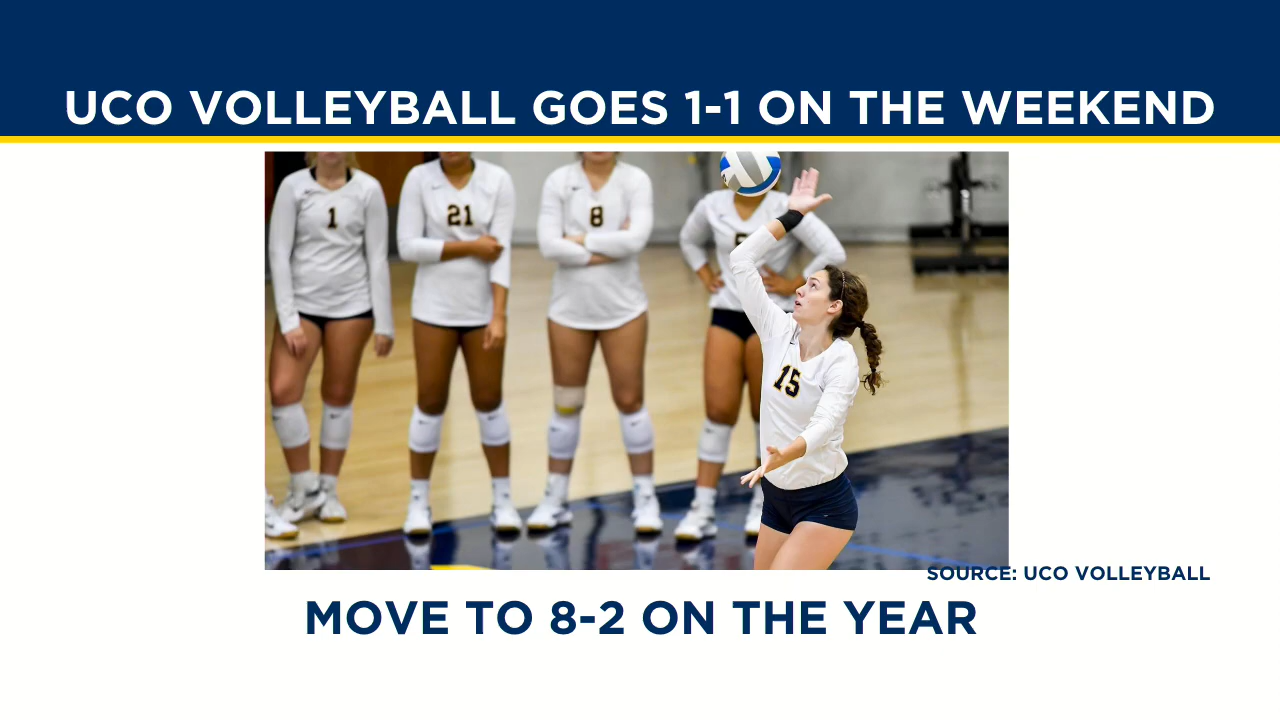 UCO VOLLEYBALL GOES 1-1 ON THE WEEKEND
1
21
8
15
SOURCE: UCO VOLLEYBALL
MOVE TO 8-2 ON THE YEAR